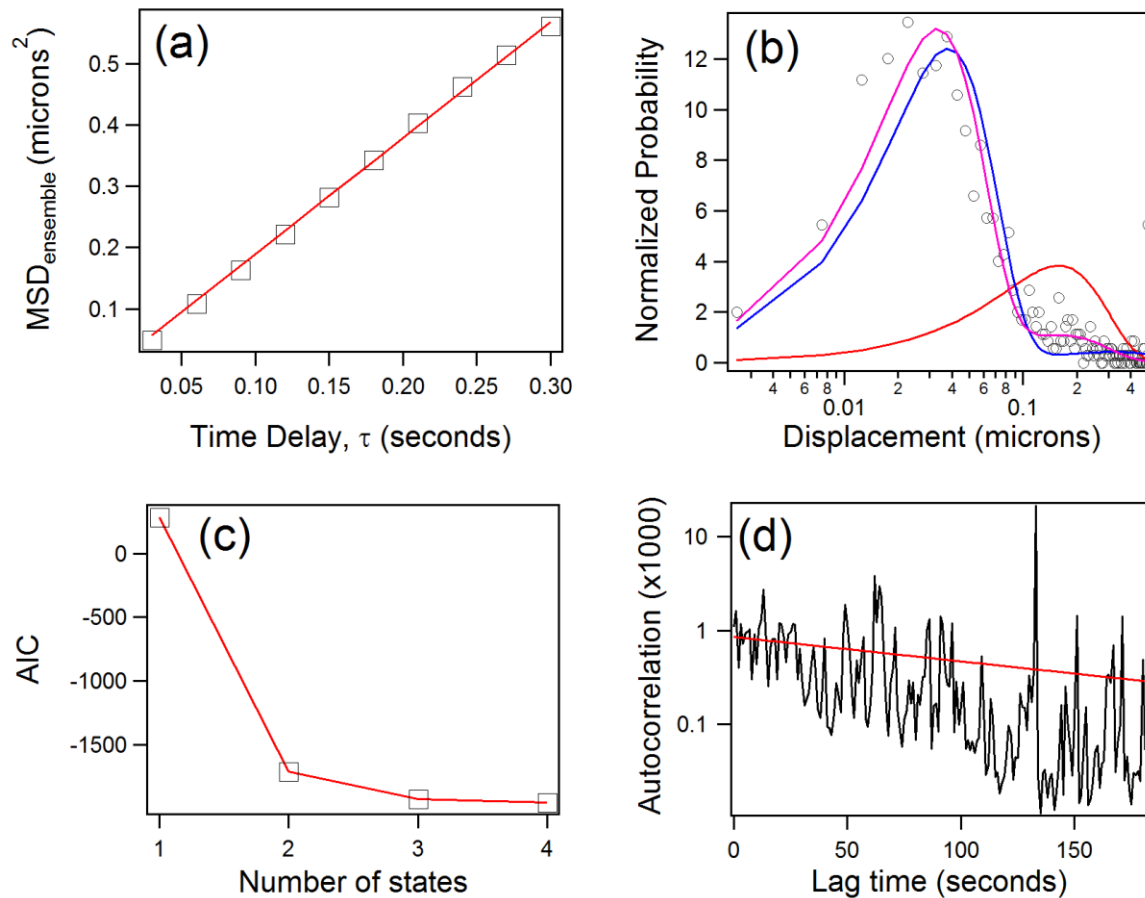 (a)
MSD_ensemble (microns²)
0.5
0.4
0.3
0.2
0.1
0.05 0.10 0.15 0.20 0.25 0.30
Time Delay, τ (seconds)
(b)
Normalized Probability
12
10
8
6
4
2
0
4 6 8 2 4 6 8 2 4
0.01 0.1
Displacement (microns)
(c)
AIC
0
-500
-1000
-1500
1 2 3 4
Number of states
(d)
Autocorrelation (x1000)
10
1
0.1
0 50 100 150
Lag time (seconds)